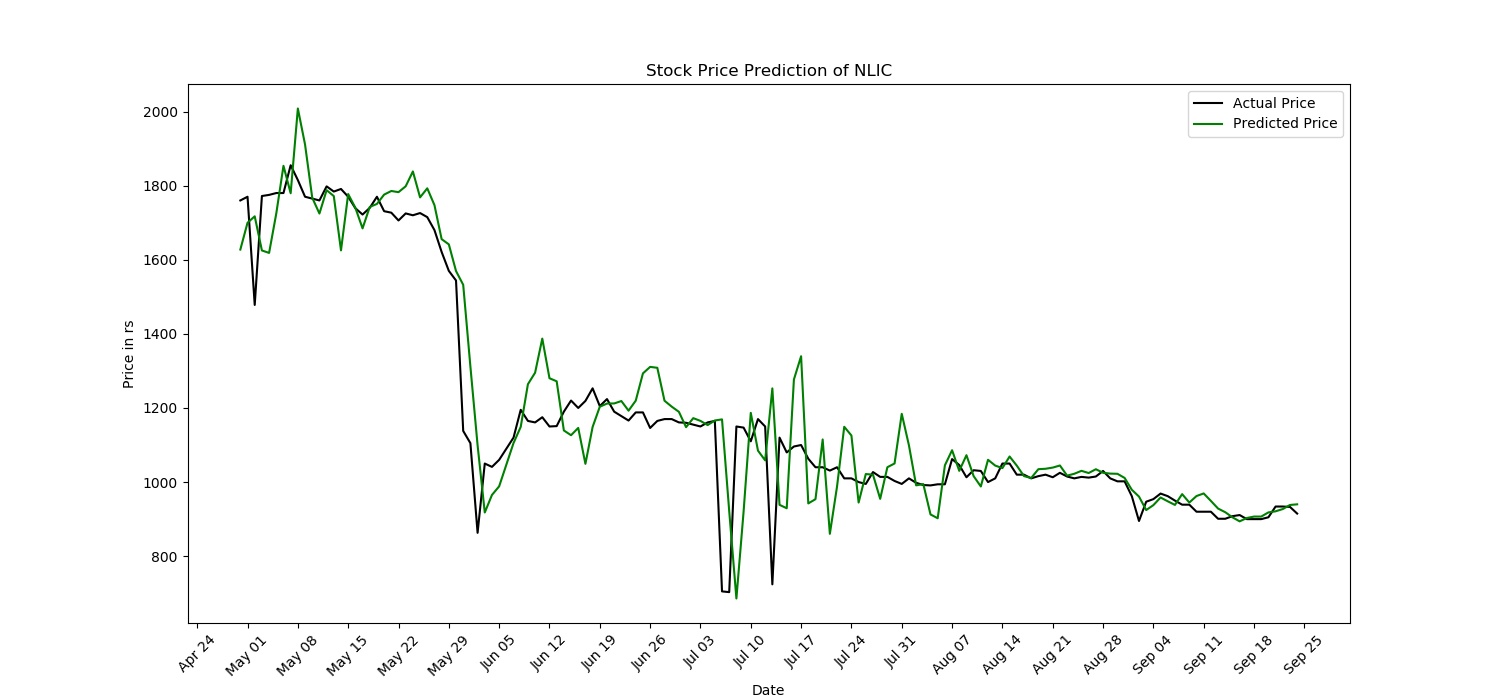 Stock Price Prediction of NLIC
Actual Price
Predicted Price
2000
1800
1600
1400
1200
1000
800
Price in rs
Apr 24
May 01
May 08
May 15
May 22
May 29
Jun 05
Jun 12
Jun 19
Jun 26
Jul 03
Jul 10
Jul 17
Jul 24
Jul 31
Aug 07
Aug 14
Aug 21
Aug 28
Sep 04
Sep 11
Sep 18
Sep 25
Date